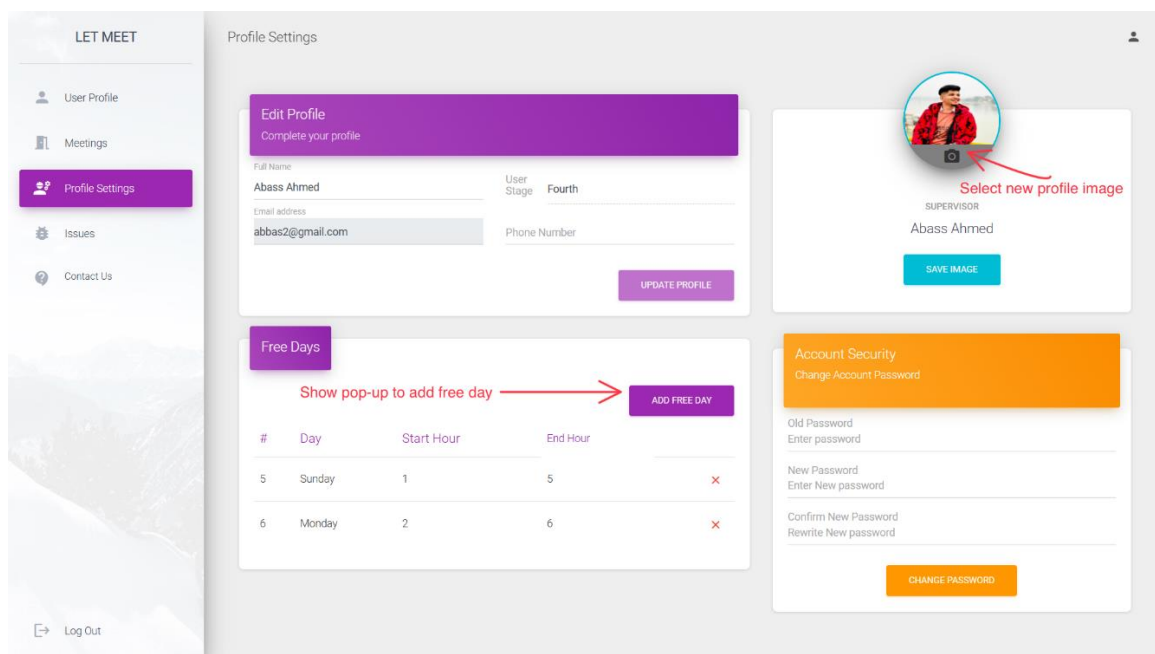 LET MEET
User Profile
Meetings
Profile Settings
Issues
Contact Us
Log Out
Profile Settings
Edit Profile
Complete your profile
Full Name
Abass Ahmed
User Stage
Fourth
Email address
abbas2@gmail.com
Phone Number
UPDATE PROFILE
Select new profile image
SUPERVISOR
Abass Ahmed
SAVE IMAGE
Free Days
Show pop-up to add free day
ADD FREE DAY
# Day Start Hour End Hour
5 Sunday 1 5 ×
6 Monday 2 6 ×
Account Security
Change Account Password
Old Password
Enter password
New Password
Enter New password
Confirm New Password
Rewrite New password
CHANGE PASSWORD